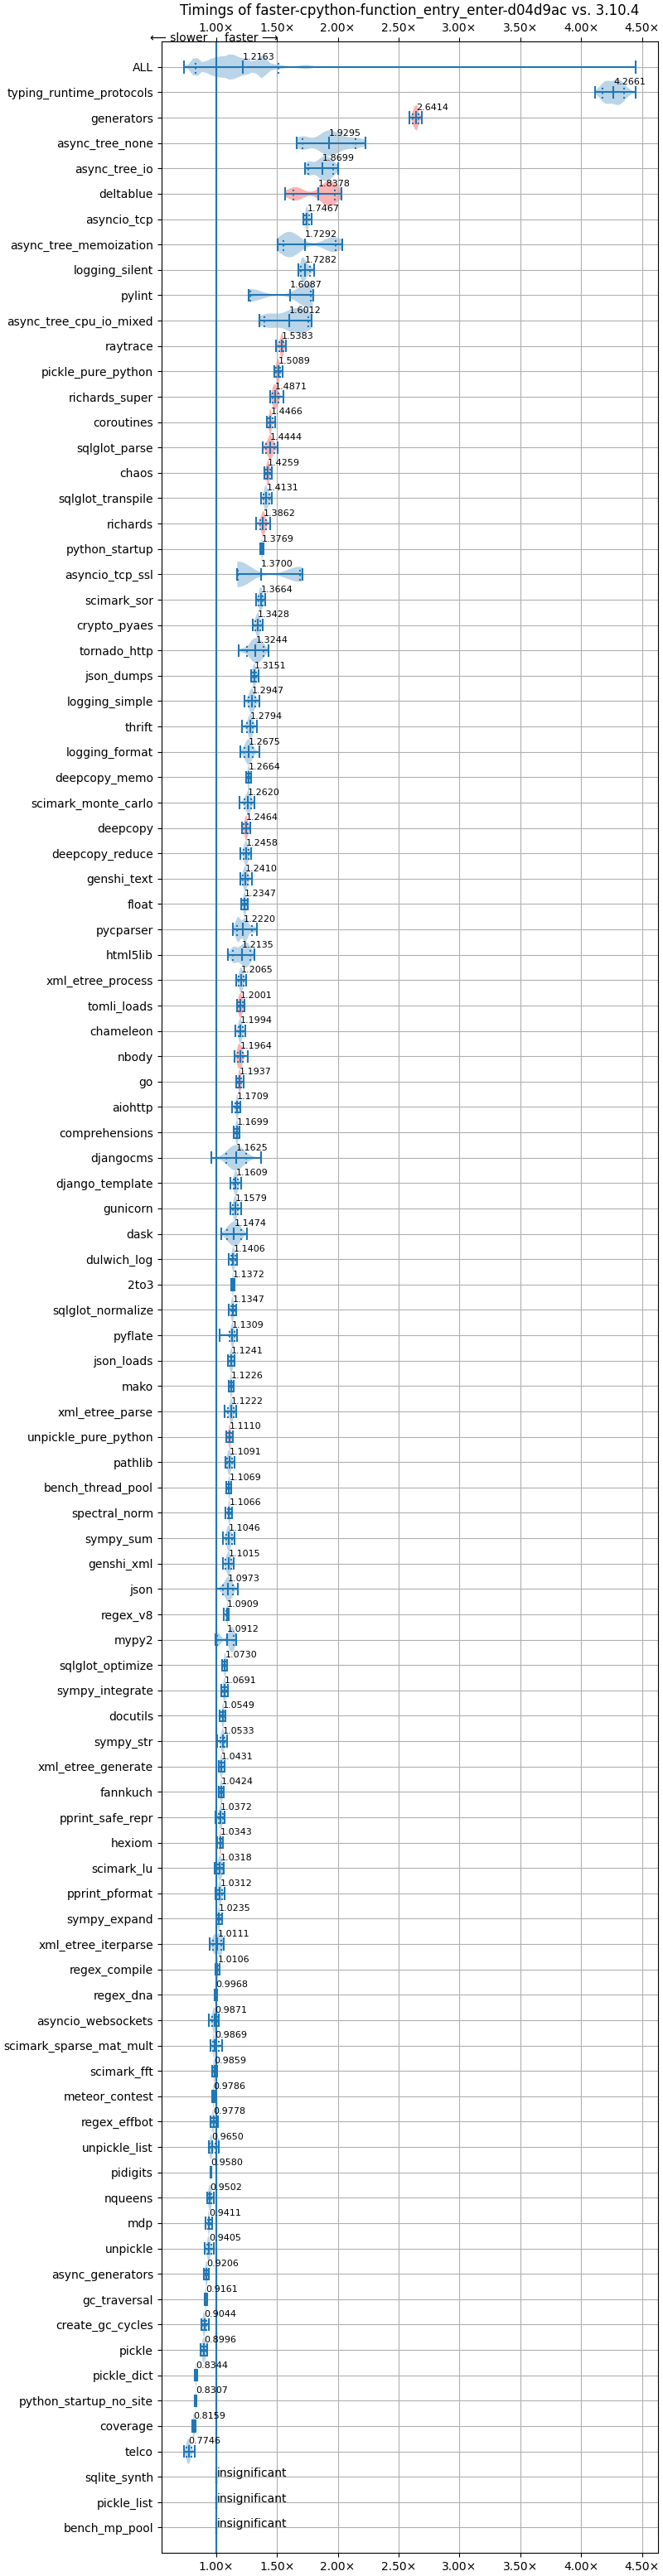 Timings of faster-cpython-function_entry_enter-d04d9ac vs. 3.10.4
1.00× 1.50× 2.00× 2.50× 3.00× 3.50× 4.00× 4.50×
⟵ slower faster ⟶
ALL 1.2163
typing_runtime_protocols 4.2661
generators 2.6414
async_tree_none 1.9295
async_tree_io 1.8699
deltablue 1.8378
asyncio_tcp 1.7467
async_tree_memoization 1.7292
logging_silent 1.7282
pylint 1.6087
async_tree_cpu_io_mixed 1.6012
raytrace 1.5383
pickle_pure_python 1.5089
richards_super 1.4871
coroutines 1.4466
sqlglot_parse 1.4444
chaos 1.4259
sqlglot_transpile 1.4131
richards 1.3862
python_startup 1.3769
asyncio_tcp_ssl 1.3700
scimark_sor 1.3664
crypto_pyaes 1.3428
tornado_http 1.3244
json_dumps 1.3151
logging_simple 1.2947
thrift 1.2794
logging_format 1.2675
deepcopy_memo 1.2664
scimark_monte_carlo 1.2620
deepcopy 1.2464
deepcopy_reduce 1.2458
genshi_text 1.2410
float 1.2347
pycparser 1.2220
html5lib 1.2135
xml_etree_process 1.2065
tomli_loads 1.2001
chameleon 1.1994
nbody 1.1964
go 1.1937
aiohttp 1.1709
comprehensions 1.1699
djangocms 1.1625
django_template 1.1609
gunicorn 1.1579
dask 1.1474
dulwich_log 1.1406
2to3 1.1372
sqlglot_normalize 1.1347
pyflate 1.1309
json_loads 1.1241
mako 1.1226
xml_etree_parse 1.1222
unpickle_pure_python 1.1110
pathlib 1.1091
bench_thread_pool 1.1069
spectral_norm 1.1066
sympy_sum 1.1046
genshi_xml 1.1015
json 1.0973
regex_v8 1.0909
mypy2 1.0912
sqlglot_optimize 1.0730
sympy_integrate 1.0691
docutils 1.0549
sympy_str 1.0533
xml_etree_generate 1.0431
fannkuch 1.0424
pprint_safe_repr 1.0372
hexiom 1.0343
scimark_lu 1.0318
pprint_pformat 1.0312
sympy_expand 1.0235
xml_etree_iterparse 1.0111
regex_compile 1.0106
regex_dna 0.9968
asyncio_websockets 0.9871
scimark_sparse_mat_mult 0.9869
scimark_fft 0.9859
meteor_contest 0.9786
regex_effbot 0.9778
unpickle_list 0.9650
pidigits 0.9580
nqueens 0.9502
mdp 0.9411
unpickle 0.9405
async_generators 0.9206
gc_traversal 0.9161
create_gc_cycles 0.9044
pickle 0.8996
pickle_dict 0.8344
python_startup_no_site 0.8307
coverage 0.8159
telco 0.7746
sqlite_synth insignificant
pickle_list insignificant
bench_mp_pool insignificant
1.00× 1.50× 2.00× 2.50× 3.00× 3.50× 4.00× 4.50×